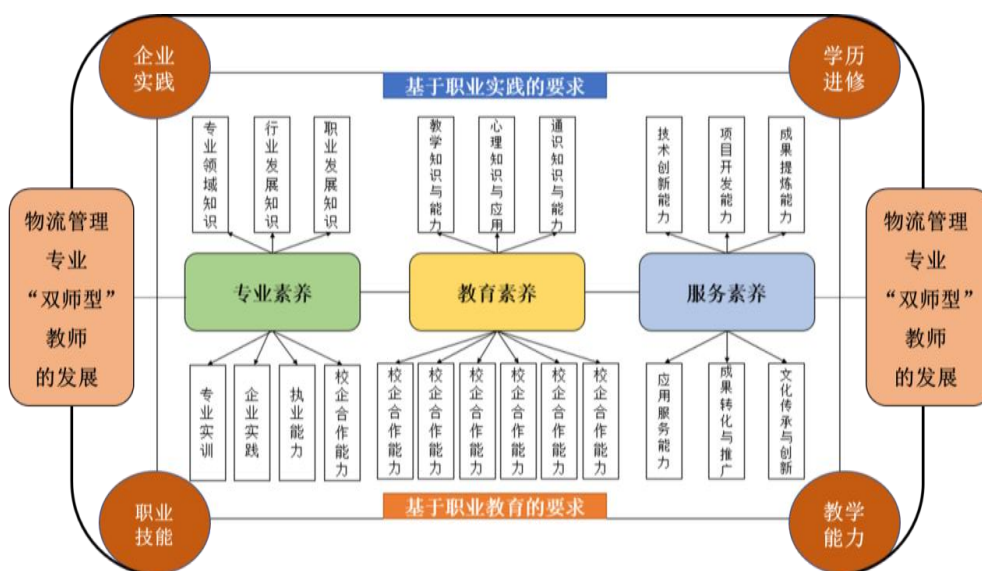 企业
实践
学历
进修
基于职业实践的要求
专业领域知识
行业发展知识
职业发展知识
教学知识与能力
心理知识与应用
通识知识与能力
技术创新能力
项目开发能力
成果提炼能力
物流管理
专业
“双师型”
教师
的发展
专业素养
教育素养
服务素养
物流管理
专业
“双师型”
教师
的发展
专业实训
企业实践
执业能力
校企合作能力
校企合作能力
校企合作能力
校企合作能力
校企合作能力
校企合作能力
校企合作能力
应用服务能力
成果转化与推广
文化传承与创新
基于职业教育的要求
职业
技能
教学
能力